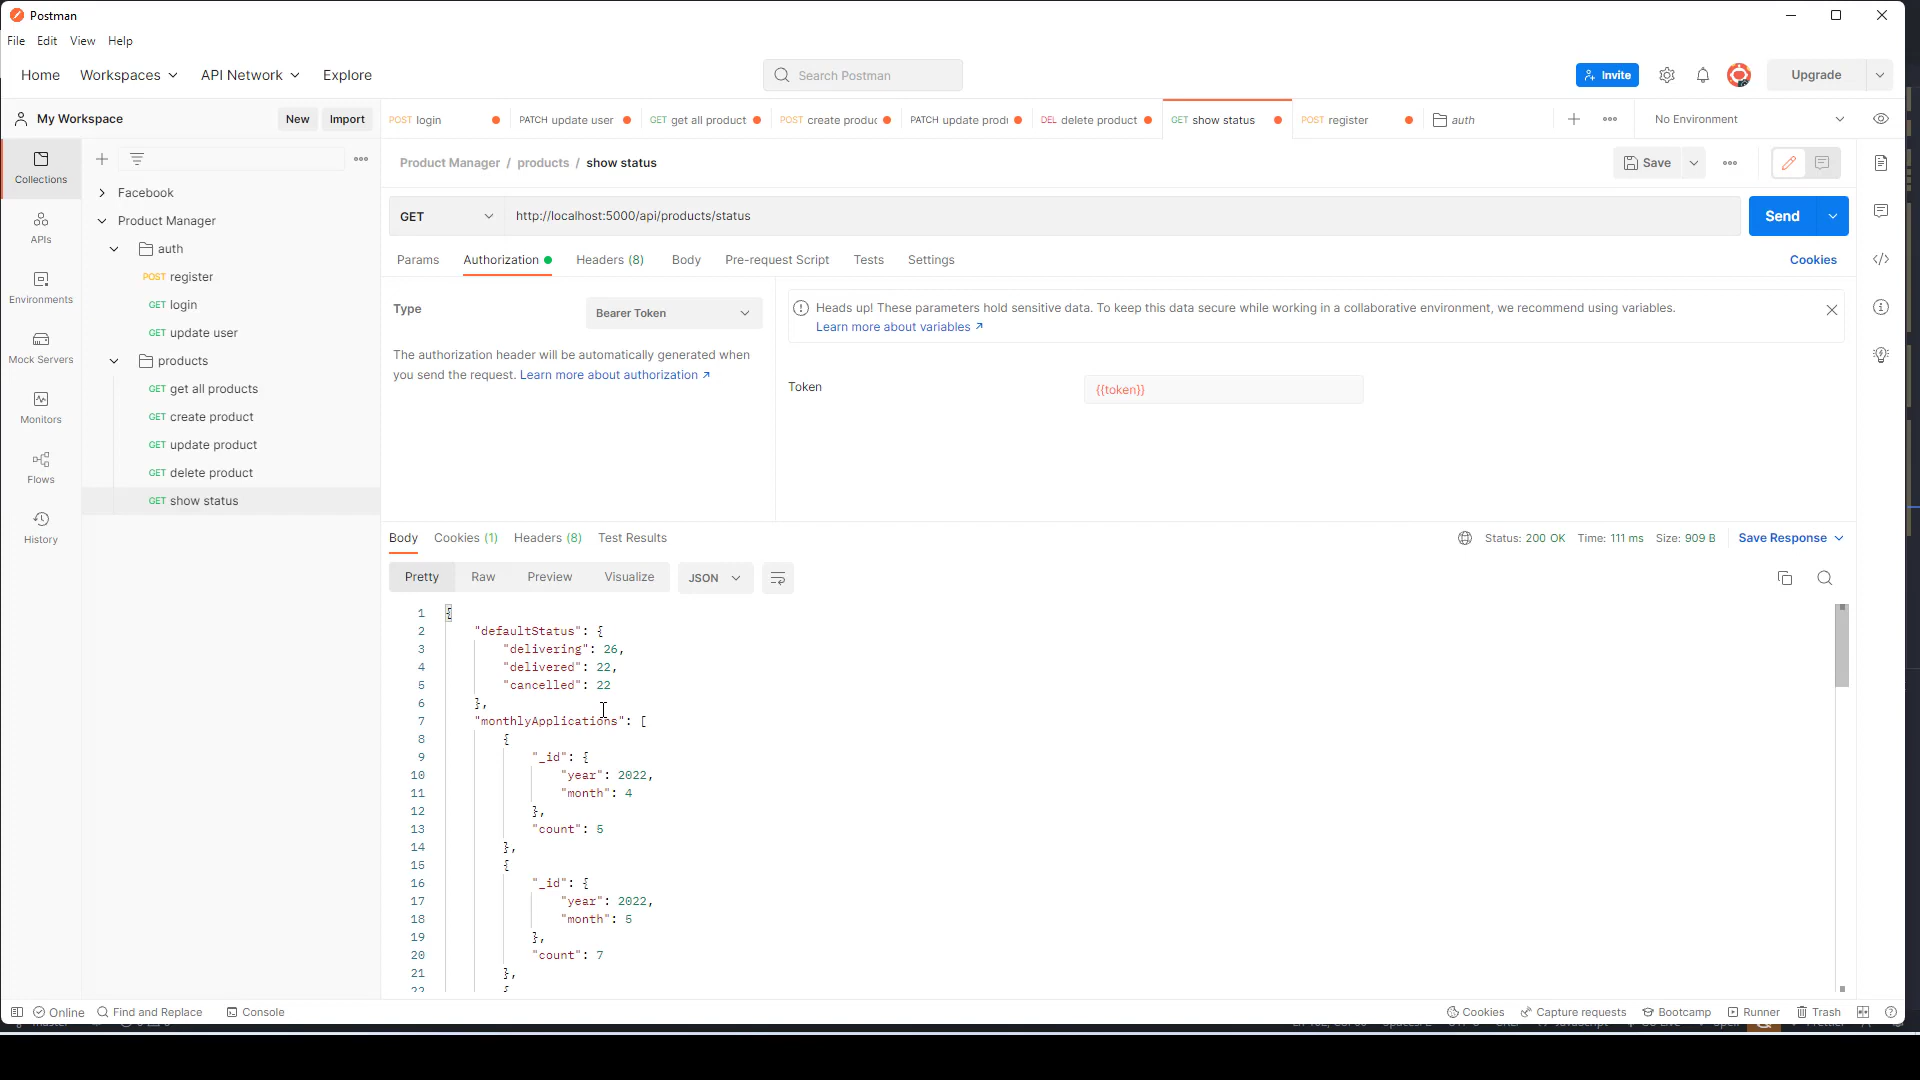 Postman
File Edit View Help
Home Workspaces API Network Explore
Search Postman
Invite
Upgrade
My Workspace
New Import
POST login
PATCH update user
GET get all product
POST create produc
PATCH update produ
DEL delete product
GET show status
POST register
auth
No Environment
Collections
APIs
Environments
Mock Servers
Monitors
Flows
History
Facebook
Product Manager
auth
POST register
GET login
GET update user
products
GET get all products
GET create product
GET update product
GET delete product
GET show status
Product Manager / products / show status
Save
GET http://localhost:5000/api/products/status
Send
Params Authorization Headers (8) Body Pre-request Script Tests Settings
Cookies
Type Bearer Token
The authorization header will be automatically generated when
you send the request. Learn more about authorization ↗
Heads up! These parameters hold sensitive data. To keep this data secure while working in a collaborative environment, we recommend using variables.
Learn more about variables ↗
Token {{token}}
Body Cookies (1) Headers (8) Test Results
Status: 200 OK Time: 111 ms Size: 909 B Save Response
Pretty Raw Preview Visualize JSON
1 {
2 "defaultStatus": {
3 "delivering": 26,
4 "delivered": 22,
5 "cancelled": 22
6 },
7 "monthlyApplications": [
8 {
9 "_id": {
10 "year": 2022,
11 "month": 4
12 },
13 "count": 5
14 },
15 {
16 "_id": {
17 "year": 2022,
18 "month": 5
19 },
20 "count": 7
21 },
22 {
Online Find and Replace Console
Cookies Capture requests Bootcamp Runner Trash